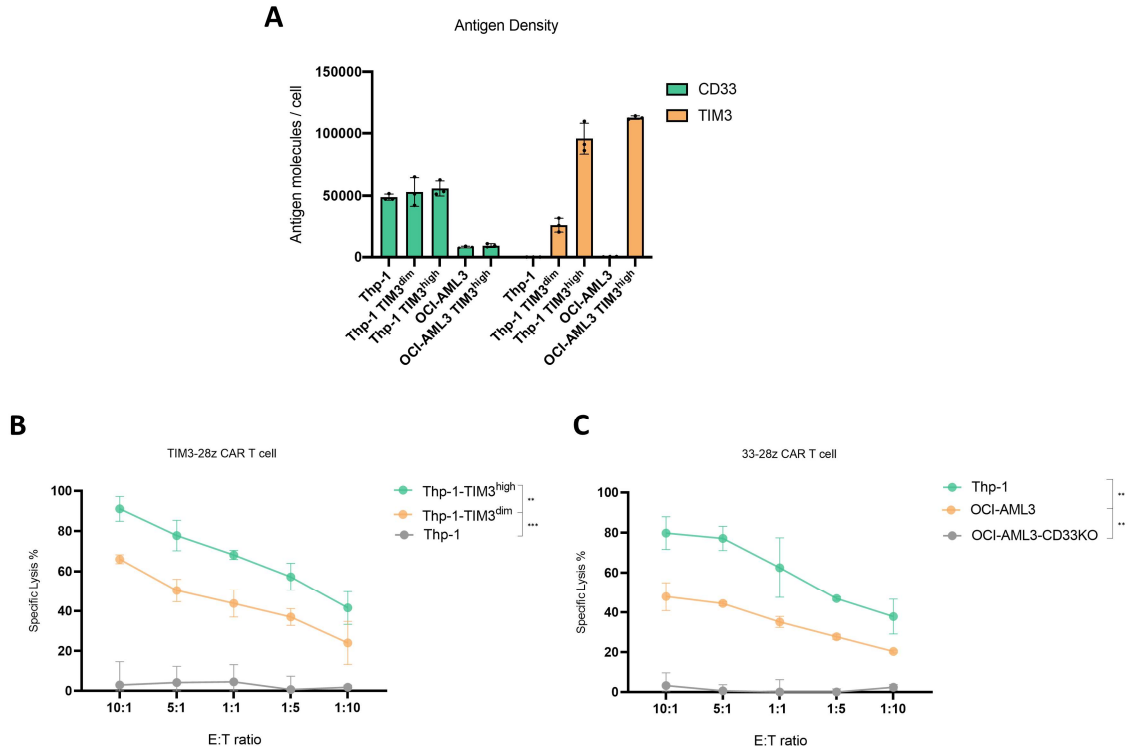 A
Antigen Density
Antigen molecules / cell
150000
100000
50000
0
CD33
TIM3
Thp-1
Thp-1 TIM3dim
Thp-1 TIM3high
OCI-AML3
OCI-AML3 TIM3high
Thp-1
Thp-1 TIM3dim
Thp-1 TIM3high
OCI-AML3
OCI-AML3 TIM3high
B
TIM3-28z CAR T cell
Specific Lysis %
100
80
60
40
20
0
10:1 5:1 1:1 1:5 1:10
E:T ratio
Thp-1-TIM3high
Thp-1-TIM3dim
Thp-1
**
***
C
33-28z CAR T cell
Specific Lysis %
100
80
60
40
20
0
10:1 5:1 1:1 1:5 1:10
E:T ratio
Thp-1
OCI-AML3
OCI-AML3-CD33KO
**
**